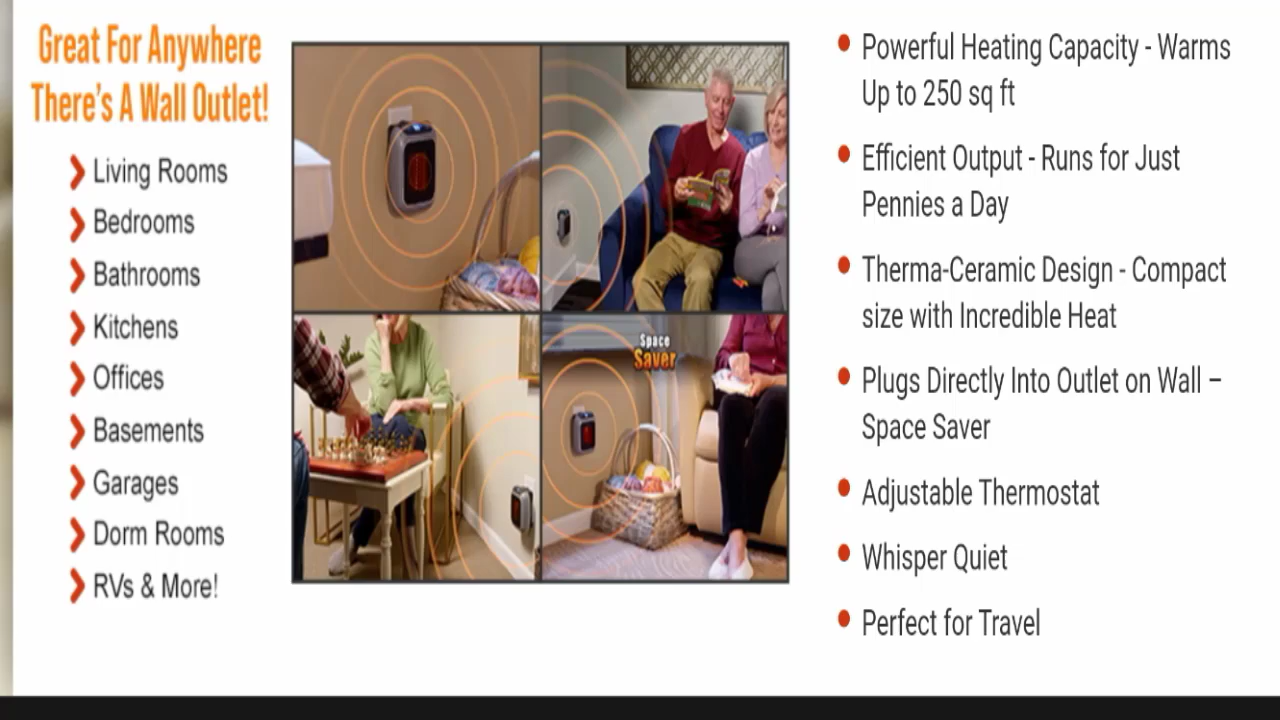 Great For Anywhere
There's A Wall Outlet!
Living Rooms
Bedrooms
Bathrooms
Kitchens
Offices
Basements
Garages
Dorm Rooms
RVs & More!
Space
Saver
Powerful Heating Capacity - Warms
Up to 250 sq ft
Efficient Output - Runs for Just
Pennies a Day
Therma-Ceramic Design - Compact
size with Incredible Heat
Plugs Directly Into Outlet on Wall –
Space Saver
Adjustable Thermostat
Whisper Quiet
Perfect for Travel